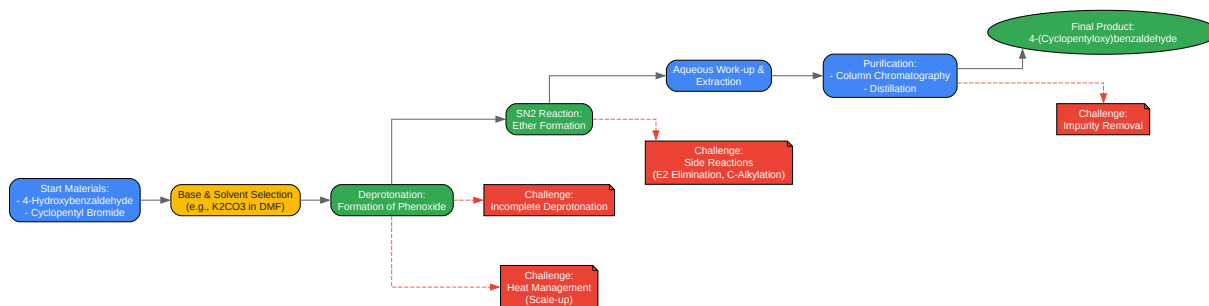 Start Materials:
- 4-Hydroxybenzaldehyde
- Cyclopentyl Bromide
Base & Solvent Selection
(e.g., K2CO3 in DMF)
Deprotonation:
Formation of Phenoxide
Challenge:
Incomplete Deprotonation
Challenge:
Heat Management
(Scale-up)
SN2 Reaction:
Ether Formation
Challenge:
Side Reactions
(E2 Elimination, C-Alkylation)
Aqueous Work-up &
Extraction
Purification:
- Column Chromatography
- Distillation
Final Product:
4-(Cyclopentyloxy)benzaldehyde
Challenge:
Impurity Removal